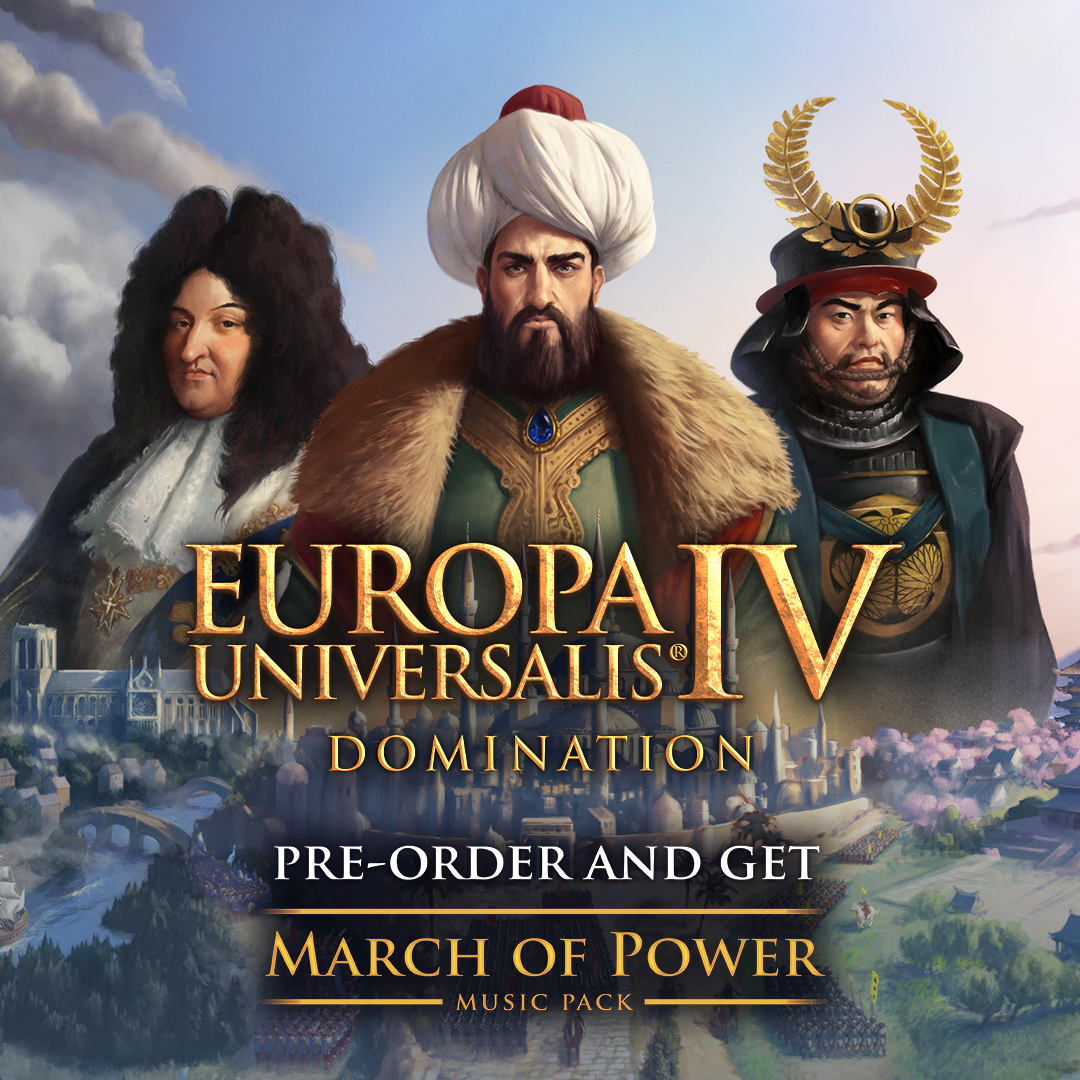 EUROPA IV
UNIVERSALIS®
DOMINATION
PRE-ORDER AND GET
MARCH OF POWER
MUSIC PACK